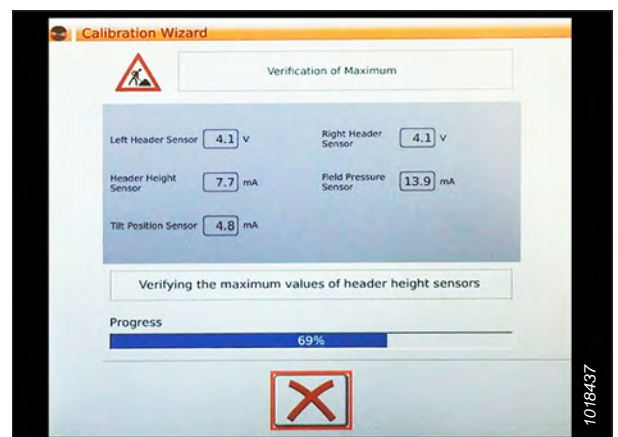 Calibration Wizard
Verification of Maximum
Left Header Sensor 4.1 V
Right Header
Sensor 4.1 V
Header Height
Sensor 7.7 mA
Field Pressure
Sensor 13.9 mA
Tilt Position Sensor 4.8 mA
Verifying the maximum values of header height sensors
Progress
69%
1018437